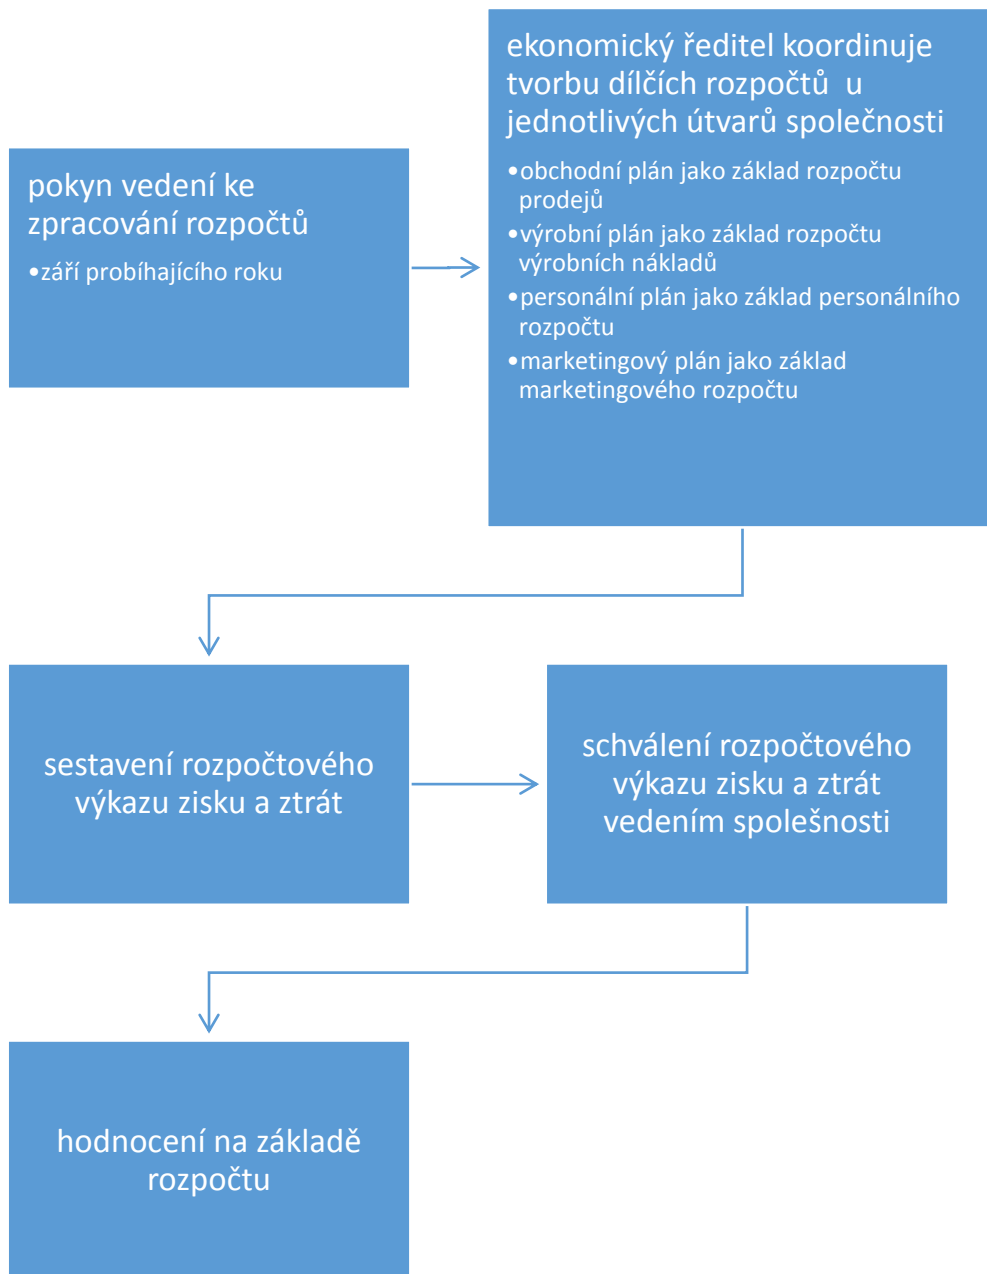 pokyn vedení ke
zpracování rozpočtů
•září probíhajícího roku
ekonomický ředitel koordinuje
tvorbu dílčích rozpočtů u
jednotlivých útvarů společnosti
•obchodní plán jako základ rozpočtu
prodejů
•výrobní plán jako základ rozpočtu
výrobních nákladů
•personální plán jako základ personálního
rozpočtu
•marketingový plán jako základ
marketingového rozpočtu
sestavení rozpočtového
výkazu zisku a ztrát
schválení rozpočtového
výkazu zisku a ztrát
vedením spolešnosti
hodnocení na základě
rozpočtu